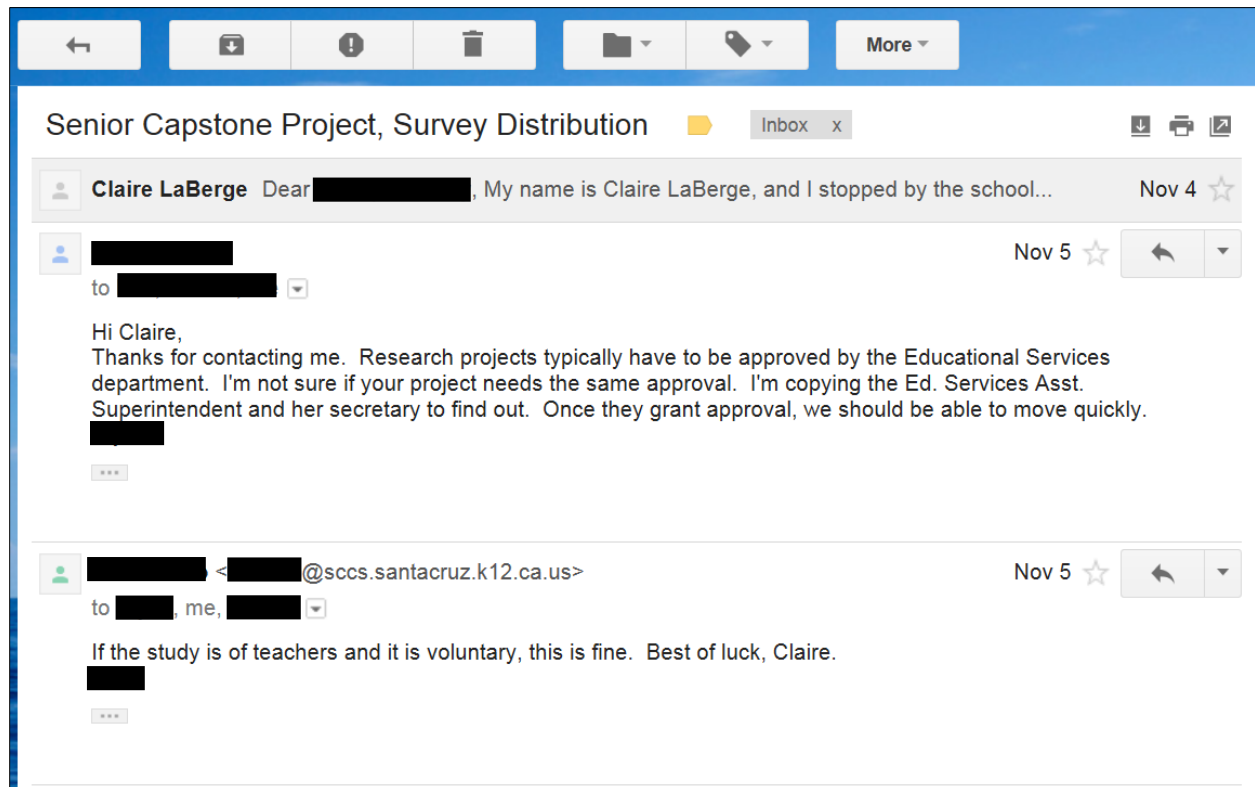 More
Senior Capstone Project, Survey Distribution Inbox x
Claire LaBerge Dear , My name is Claire LaBerge, and I stopped by the school... Nov 4
Nov 5
to
Hi Claire,
Thanks for contacting me. Research projects typically have to be approved by the Educational Services
department. I'm not sure if your project needs the same approval. I'm copying the Ed. Services Asst.
Superintendent and her secretary to find out. Once they grant approval, we should be able to move quickly.
< @sccs.santacruz.k12.ca.us> Nov 5
to , me,
If the study is of teachers and it is voluntary, this is fine. Best of luck, Claire.